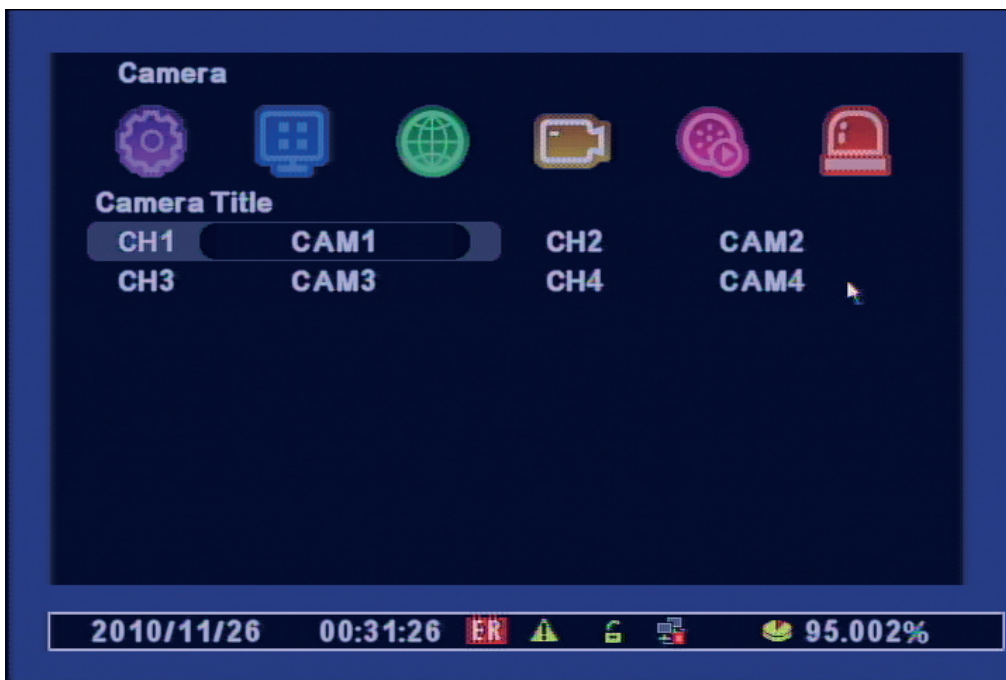 Camera
Camera Title
CH1 CAM1 CH2 CAM2
CH3 CAM3 CH4 CAM4
2010/11/26 00:31:26 ER 95.002%